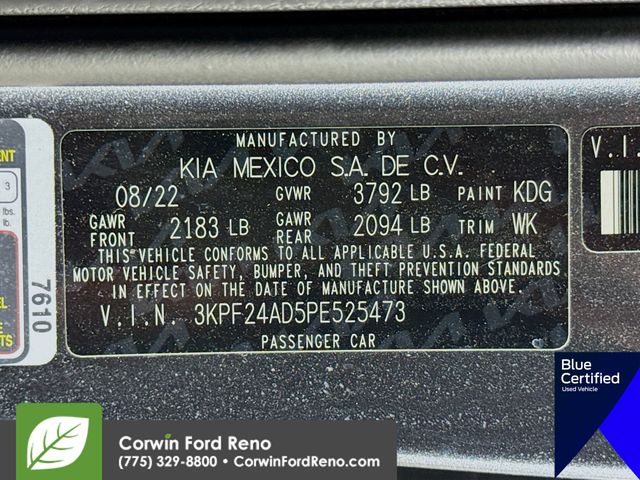 MANUFACTURED BY
KIA MEXICO S.A. DE C.V.
08/22 GVWR 3792 LB PAINT KDG
GAWR FRONT 2183 LB GAWR REAR 2094 LB TRIM WK
THIS VEHICLE CONFORMS TO ALL APPLICABLE U.S.A. FEDERAL
MOTOR VEHICLE SAFETY, BUMPER, AND THEFT PREVENTION STANDARDS
IN EFFECT ON THE DATE OF MANUFACTURE SHOWN ABOVE.
V.I.N. 3KPF24AD5PE525473
PASSENGER CAR
V.I.
3
lbs.
lb.
7610
Blue
Certified
Used Vehicle
Corwin Ford Reno
(775) 329-8800 • CorwinFordReno.com